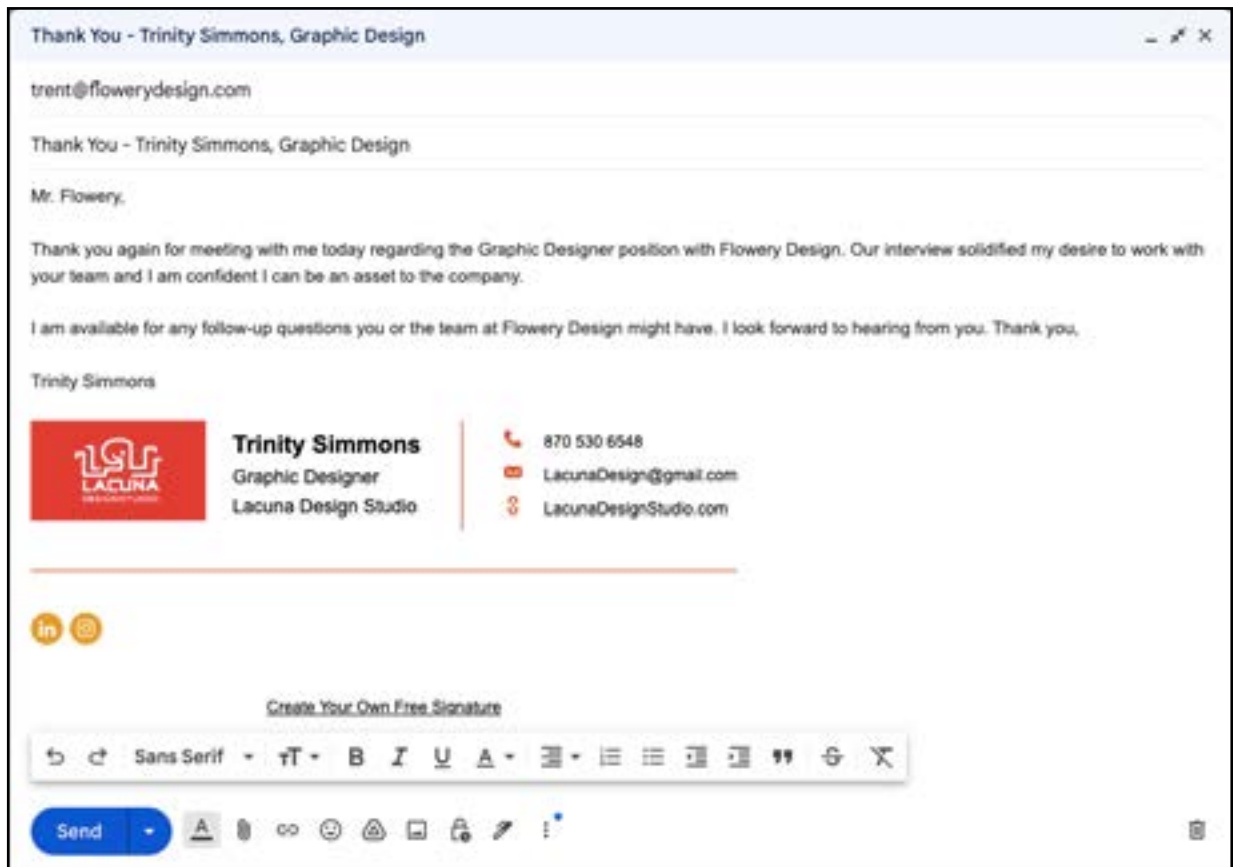 Thank You - Trinity Simmons, Graphic Design
trent@flowerydesign.com
Thank You - Trinity Simmons, Graphic Design
Mr. Flowery,
Thank you again for meeting with me today regarding the Graphic Designer position with Flowery Design. Our interview solidified my desire to work with
your team and I am confident I can be an asset to the company.
I am available for any follow-up questions you or the team at Flowery Design might have. I look forward to hearing from you. Thank you,
Trinity Simmons
LACUNA
Trinity Simmons
Graphic Designer
Lacuna Design Studio
870 530 6548
LacunaDesign@gmail.com
LacunaDesignStudio.com
in
Create Your Own Free Signature
Sans Serif
Send